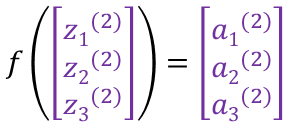 f([z₁⁽²⁾ z₂⁽²⁾ z₃⁽²⁾]) = [a₁⁽²⁾ a₂⁽²⁾ a₃⁽²⁾]